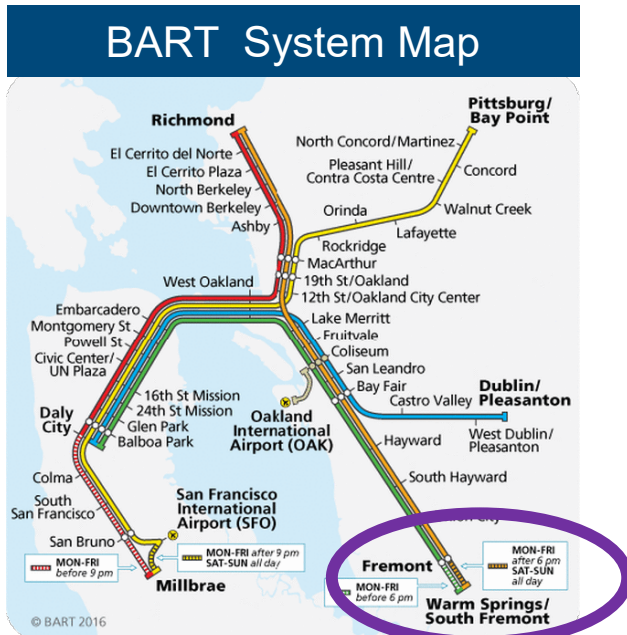 BART System Map
Richmond
El Cerrito del Norte
El Cerrito Plaza
North Berkeley
Downtown Berkeley
Ashby
Pittsburg/
Bay Point
North Concord/Martinez
Pleasant Hill/
Contra Costa Centre
Concord
Walnut Creek
Orinda
Lafayette
Rockridge
MacArthur
19th St/Oakland
12th St/Oakland City Center
West Oakland
Lake Merritt
Fruitvale
Coliseum
San Leandro
Bay Fair
Castro Valley
Dublin/
Pleasanton
West Dublin/
Pleasanton
Embarcadero
Montgomery St
Powell St
Civic Center/
UN Plaza
16th St Mission
24th St Mission
Glen Park
Balboa Park
Daly
City
Oakland
International
Airport (OAK)
Hayward
South Hayward
City
Colma
South
San Francisco
San Bruno
San Francisco
International
Airport (SFO)
MON-FRI
before 9 pm
MON-FRI after 9 pm
SAT-SUN all day
Millbrae
Fremont
MON-FRI
before 6 pm
MON-FRI
after 6 pm
SAT-SUN
all day
Warm Springs/
South Fremont
© BART 2016